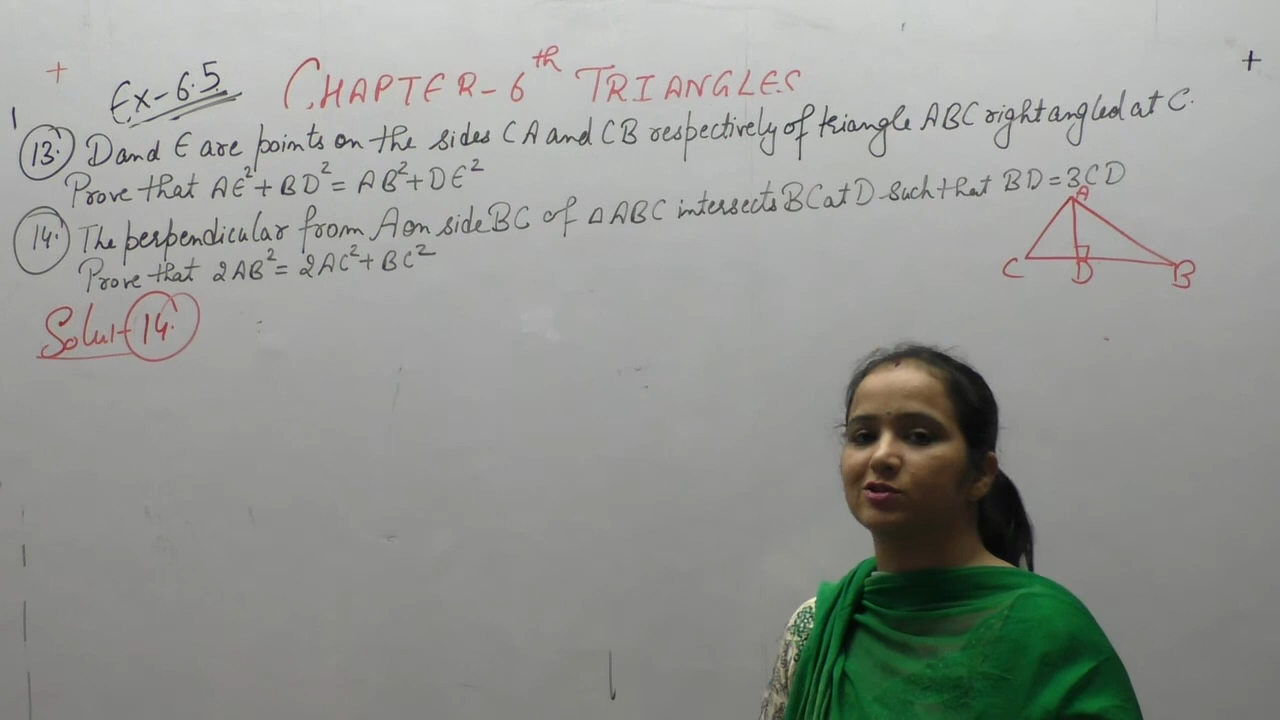 Ex-6.5 CHAPTER-6th TRIANGLES
13. D and E are points on the sides CA and CB respectively of triangle ABC right angled at C.
Prove that AE²+BD²=AB²+DE²
14. The perpendicular from A on side BC of △ABC intersects BC at D such that BD=3CD
Prove that 2AB²=2AC²+BC²
A
C D B
Solut 14.